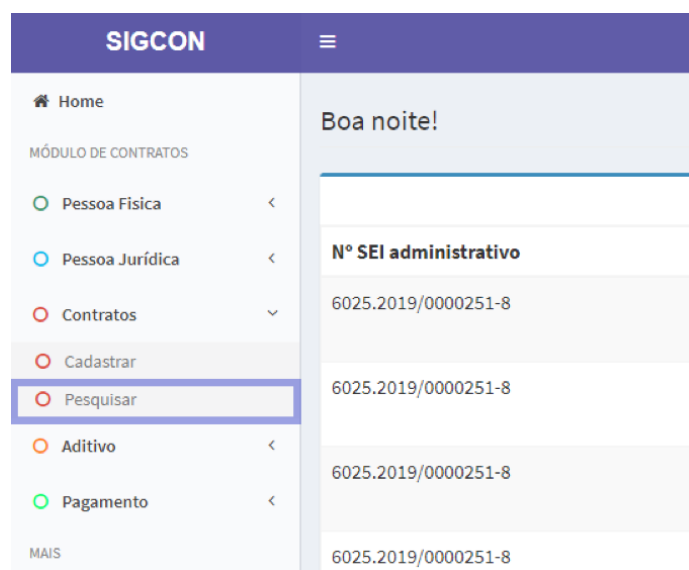 SIGCON
Home
MÓDULO DE CONTRATOS
Pessoa Fisica
Pessoa Jurídica
Contratos
Cadastrar
Pesquisar
Aditivo
Pagamento
MAIS
Boa noite!
Nº SEI administrativo
6025.2019/0000251-8
6025.2019/0000251-8
6025.2019/0000251-8
6025.2019/0000251-8